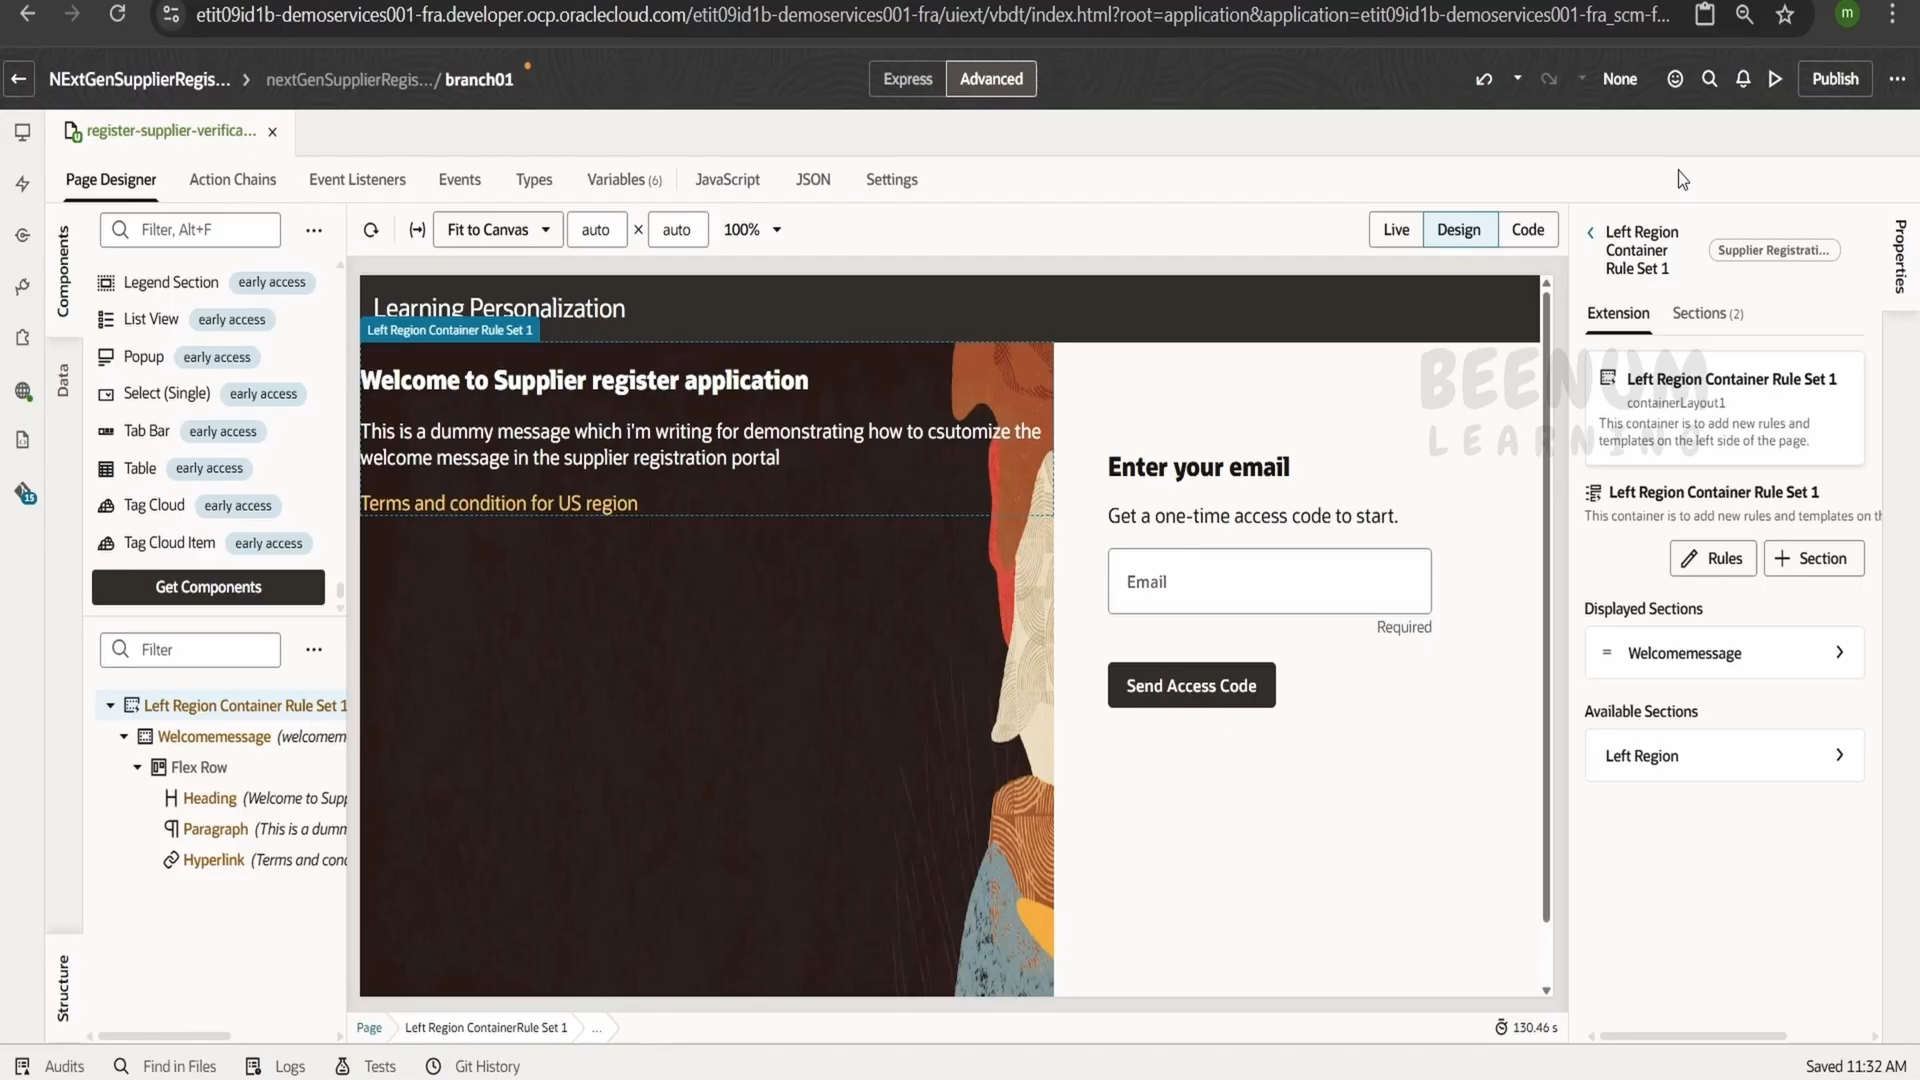 etit09id1b-demoservices001-fra.developer.ocp.oraclecloud.com/etit09id1b-demoservices001-fra/uiext/vbdt/index.html?root=application&application=etit09id1b-demoservices001-fra_scm-f...
m
NExtGenSupplierRegis...
nextGenSupplierRegis... / branch01
Express
Advanced
None
Publish
register-supplier-verifica...
Page Designer
Action Chains
Event Listeners
Events
Types
Variables (6)
JavaScript
JSON
Settings
Components
Data
Structure
Properties
Filter, Alt+F
Legend Section early access
List View early access
Popup early access
Select (Single) early access
Tab Bar early access
Table early access
Tag Cloud early access
Tag Cloud Item early access
Get Components
15
Filter
Left Region Container Rule Set 1
Welcomemessage (welcomem
Flex Row
Heading (Welcome to Supp
Paragraph (This is a dumm
Hyperlink (Terms and cond
Fit to Canvas
auto × auto
100%
Live
Design
Code
Learning Personalization
Left Region Container Rule Set 1
Welcome to Supplier register application
This is a dummy message which i'm writing for demonstrating how to csutomize the
welcome message in the supplier registration portal
Terms and condition for US region
Enter your email
Get a one-time access code to start.
Email
Required
Send Access Code
Page
Left Region ContainerRule Set 1
...
130.46 s
Left Region
Container
Rule Set 1
Supplier Registrati...
Extension
Sections (2)
BEENUM
LEARNING
Left Region Container Rule Set 1
containerLayout1
This container is to add new rules and
templates on the left side of the page.
Left Region Container Rule Set 1
This container is to add new rules and templates on th
Rules
Section
Displayed Sections
Welcomemessage
Available Sections
Left Region
Audits
Find in Files
Logs
Tests
Git History
Saved 11:32 AM